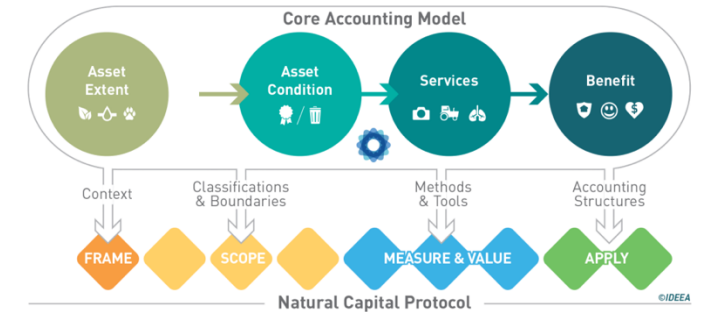 Core Accounting Model
Asset
Extent
Asset
Condition
Services
Benefit
$
Context
Classifications
& Boundaries
Methods
& Tools
Accounting
Structures
FRAME
SCOPE
MEASURE & VALUE
APPLY
Natural Capital Protocol
©IDEEA